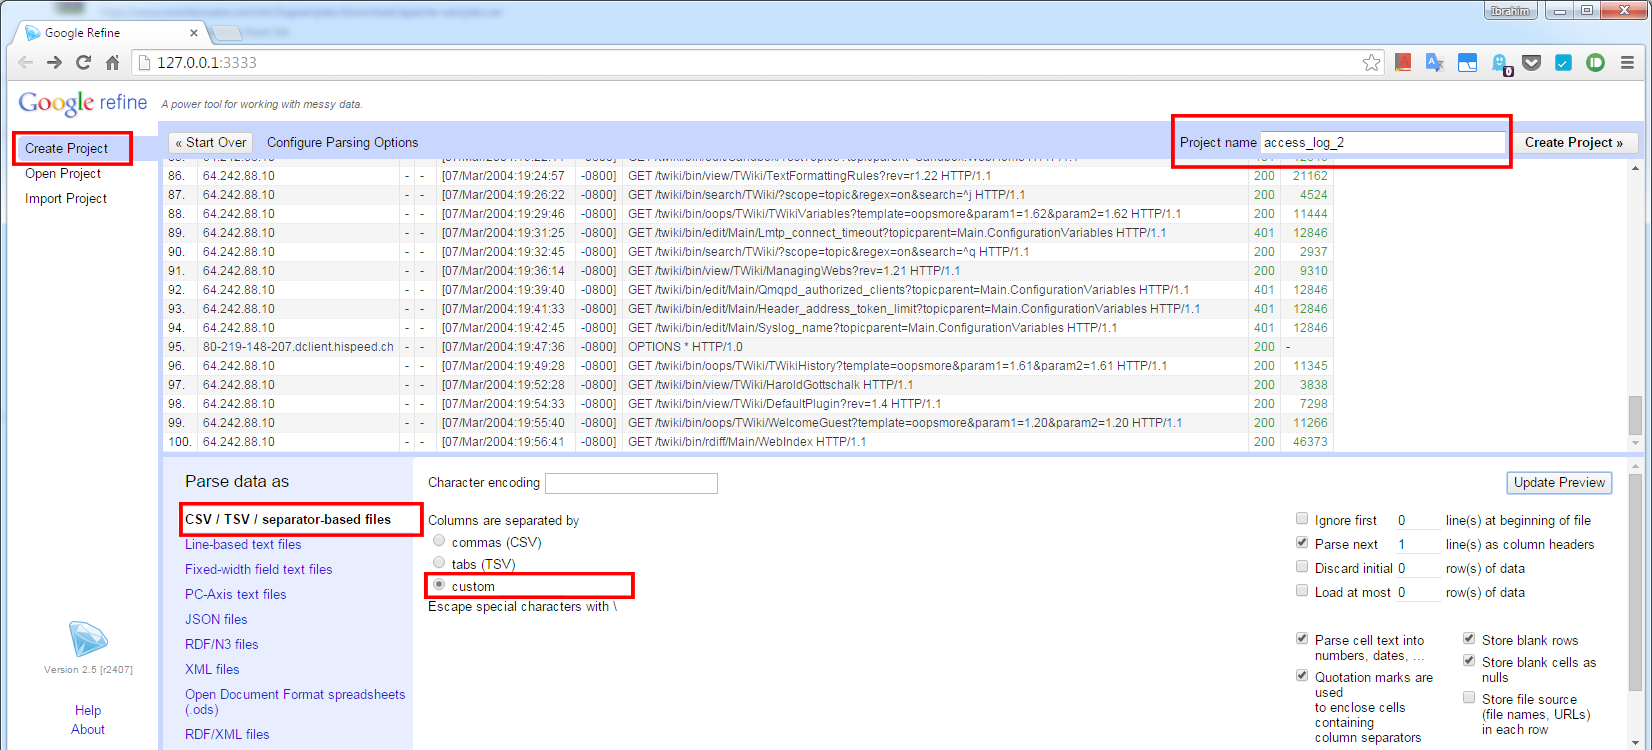 Ibrahim
Google Refine
127.0.0.1:3333
Google refine A power tool for working with messy data.
Create Project
Open Project
Import Project
« Start Over Configure Parsing Options Project name access_log_2 Create Project »
86. 64.242.88.10 - - [07/Mar/2004:19:24:57 -0800] GET /twiki/bin/view/TWiki/TextFormattingRules?rev=r1.22 HTTP/1.1 200 21162
87. 64.242.88.10 - - [07/Mar/2004:19:26:22 -0800] GET /twiki/bin/search/TWiki/?scope=topic&regex=on&search=^j HTTP/1.1 200 4524
88. 64.242.88.10 - - [07/Mar/2004:19:29:46 -0800] GET /twiki/bin/oops/TWiki/TWikiVariables?template=oopsmore&param1=1.62&param2=1.62 HTTP/1.1 200 11444
89. 64.242.88.10 - - [07/Mar/2004:19:31:25 -0800] GET /twiki/bin/edit/Main/Lmtp_connect_timeout?topicparent=Main.ConfigurationVariables HTTP/1.1 401 12846
90. 64.242.88.10 - - [07/Mar/2004:19:32:45 -0800] GET /twiki/bin/search/TWiki/?scope=topic&regex=on&search=^q HTTP/1.1 200 2937
91. 64.242.88.10 - - [07/Mar/2004:19:36:14 -0800] GET /twiki/bin/view/TWiki/ManagingWebs?rev=1.21 HTTP/1.1 200 9310
92. 64.242.88.10 - - [07/Mar/2004:19:39:40 -0800] GET /twiki/bin/edit/Main/Qmqpd_authorized_clients?topicparent=Main.ConfigurationVariables HTTP/1.1 401 12846
93. 64.242.88.10 - - [07/Mar/2004:19:41:33 -0800] GET /twiki/bin/edit/Main/Header_address_token_limit?topicparent=Main.ConfigurationVariables HTTP/1.1 401 12846
94. 64.242.88.10 - - [07/Mar/2004:19:42:45 -0800] GET /twiki/bin/edit/Main/Syslog_name?topicparent=Main.ConfigurationVariables HTTP/1.1 401 12846
95. 80-219-148-207.dclient.hispeed.ch - - [07/Mar/2004:19:47:36 -0800] OPTIONS * HTTP/1.0 200 -
96. 64.242.88.10 - - [07/Mar/2004:19:49:28 -0800] GET /twiki/bin/oops/TWiki/TWikiHistory?template=oopsmore&param1=1.61&param2=1.61 HTTP/1.1 200 11345
97. 64.242.88.10 - - [07/Mar/2004:19:52:28 -0800] GET /twiki/bin/view/TWiki/HaroldGottschalk HTTP/1.1 200 3838
98. 64.242.88.10 - - [07/Mar/2004:19:54:33 -0800] GET /twiki/bin/view/TWiki/DefaultPlugin?rev=1.4 HTTP/1.1 200 7298
99. 64.242.88.10 - - [07/Mar/2004:19:55:40 -0800] GET /twiki/bin/oops/TWiki/WelcomeGuest?template=oopsmore&param1=1.20&param2=1.20 HTTP/1.1 200 11266
100. 64.242.88.10 - - [07/Mar/2004:19:56:41 -0800] GET /twiki/bin/rdiff/Main/WebIndex HTTP/1.1 200 46373
Parse data as
CSV / TSV / separator-based files
Line-based text files
Fixed-width field text files
PC-Axis text files
JSON files
RDF/N3 files
XML files
Open Document Format spreadsheets
(.ods)
RDF/XML files
Character encoding
Update Preview
Columns are separated by
commas (CSV)
tabs (TSV)
custom
Escape special characters with \
Ignore first 0 line(s) at beginning of file
Parse next 1 line(s) as column headers
Discard initial 0 row(s) of data
Load at most 0 row(s) of data
Parse cell text into
numbers, dates, ...
Quotation marks are
used
to enclose cells
containing
column separators
Store blank rows
Store blank cells as
nulls
Store file source
(file names, URLs)
in each row
Version 2.5 [r2407]
Help
About